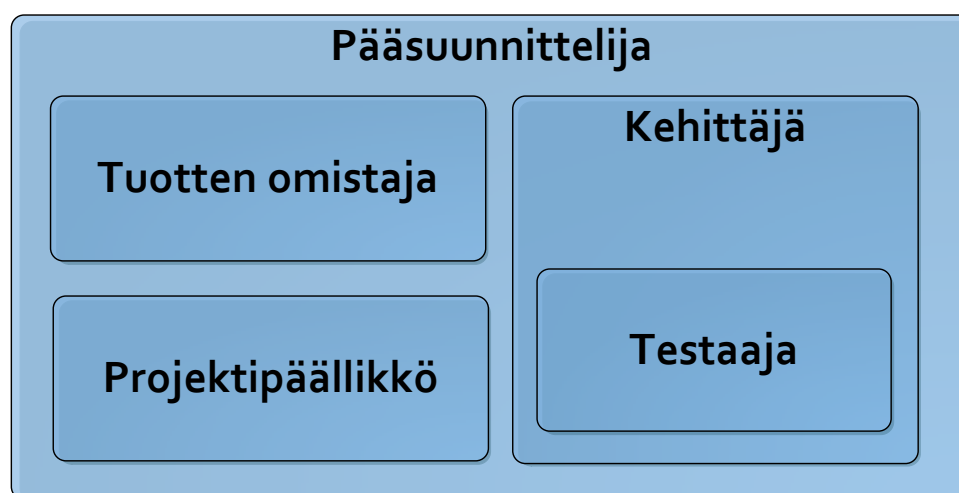 Pääsuunnittelija
Tuotten omistaja
Kehittäjä
Projektipäällikkö
Testaaja